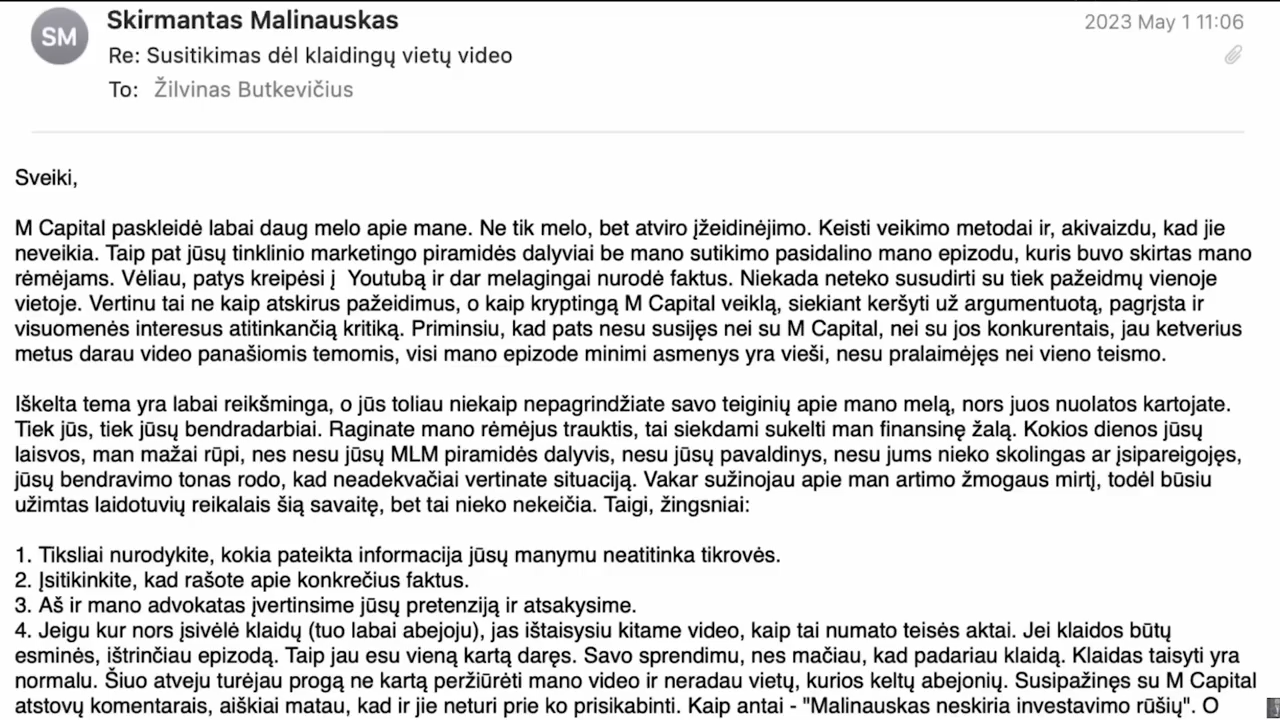 SM
Skirmantas Malinauskas
2023 May 1 11:06
Re: Susitikimas dėl klaidingų vietų video
To: Žilvinas Butkevičius
Sveiki,
M Capital paskleidė labai daug melo apie mane. Ne tik melo, bet atviro įžeidinėjimo. Keisti veikimo metodai ir, akivaizdu, kad jie
neveikia. Taip pat jūsų tinklinio marketingo piramidės dalyviai be mano sutikimo pasidalino mano epizodu, kuris buvo skirtas mano
rėmėjams. Vėliau, patys kreipėsi į Youtubą ir dar melagingai nurodė faktus. Niekada neteko susudirti su tiek pažeidmų vienoje
vietoje. Vertinu tai ne kaip atskirus pažeidimus, o kaip kryptingą M Capital veiklą, siekiant keršyti už argumentuotą, pagrįsta ir
visuomenės interesus atitinkančią kritiką. Priminsiu, kad pats nesu susijęs nei su M Capital, nei su jos konkurentais, jau ketverius
metus darau video panašiomis temomis, visi mano epizode minimi asmenys yra vieši, nesu pralaimėjęs nei vieno teismo.
Iškelta tema yra labai reikšminga, o jūs toliau niekaip nepagrindžiate savo teiginių apie mano melą, nors juos nuolatos kartojate.
Tiek jūs, tiek jūsų bendradarbiai. Raginate mano rėmėjus trauktis, tai siekdami sukelti man finansinę žalą. Kokios dienos jūsų
laisvos, man mažai rūpi, nes nesu jūsų MLM piramidės dalyvis, nesu jūsų pavaldinys, nesu jums nieko skolingas ar įsipareigojęs,
jūsų bendravimo tonas rodo, kad neadekvačiai vertinate situaciją. Vakar sužinojau apie man artimo žmogaus mirtį, todėl būsiu
užimtas laidotuvių reikalais šią savaitę, bet tai nieko nekeičia. Taigi, žingsniai:
1. Tiksliai nurodykite, kokia pateikta informacija jūsų manymu neatitinka tikrovės.
2. Įsitikinkite, kad rašote apie konkrečius faktus.
3. Aš ir mano advokatas įvertinsime jūsų pretenziją ir atsakysime.
4. Jeigu kur nors įsivėlė klaidų (tuo labai abejoju), jas ištaisysiu kitame video, kaip tai numato teisės aktai. Jei klaidos būtų
esminės, ištrinčiau epizodą. Taip jau esu vieną kartą daręs. Savo sprendimu, nes mačiau, kad padariau klaidą. Klaidas taisyti yra
normalu. Šiuo atveju turėjau progą ne kartą peržiūrėti mano video ir neradau vietų, kurios keltų abejonių. Susipažinęs su M Capital
atstovų komentarais, aiškiai matau, kad ir jie neturi prie ko prisikabinti. Kaip antai - "Malinauskas neskiria investavimo rūšių". O